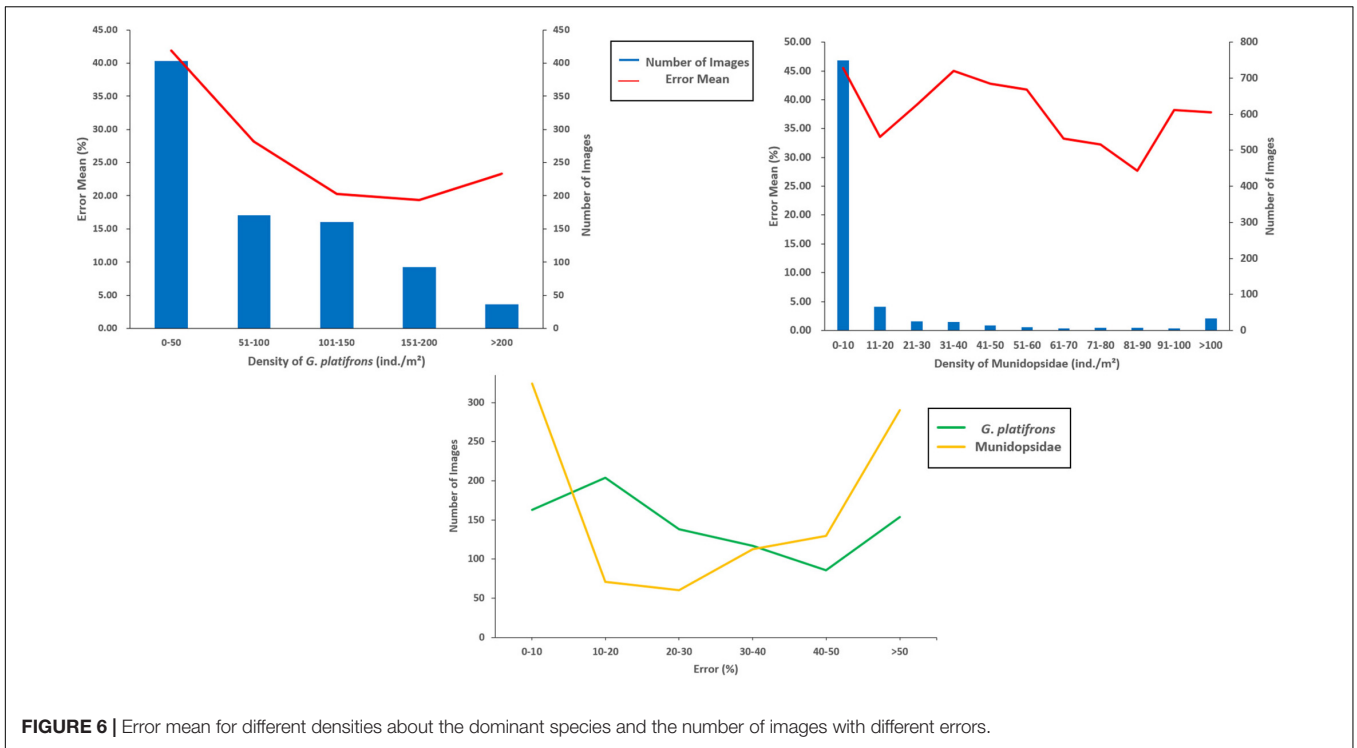 45.00
40.00
35.00
30.00
25.00
20.00
15.00
10.00
5.00
0.00
Error Mean (%)
450
400
350
300
250
200
150
100
50
0
Number of Images
0-50 51-100 101-150 151-200 >200
Density of G. platifrons (ind./m²)
Number of Images
Error Mean
50.00
45.00
40.00
35.00
30.00
25.00
20.00
15.00
10.00
5.00
0.00
Error Mean (%)
800
700
600
500
400
300
200
100
0
Number of Images
0-10 11-20 21-30 31-40 41-50 51-60 61-70 71-80 81-90 91-100 >100
Density of Munidopsidae (ind./m²)
300
250
200
150
100
50
0
Number of Images
0-10 10-20 20-30 30-40 40-50 >50
Error (%)
G. platifrons
Munidopsidae
FIGURE 6 | Error mean for different densities about the dominant species and the number of images with different errors.